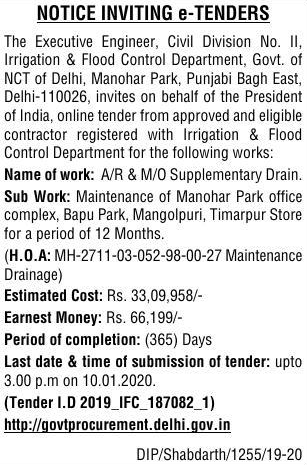 NOTICE INVITING e-TENDERS
The Executive Engineer, Civil Division No. II,
Irrigation & Flood Control Department, Govt. of
NCT of Delhi, Manohar Park, Punjabi Bagh East,
Delhi-110026, invites on behalf of the President
of India, online tender from approved and eligible
contractor registered with Irrigation & Flood
Control Department for the following works:
Name of work: A/R & M/O Supplementary Drain.
Sub Work: Maintenance of Manohar Park office
complex, Bapu Park, Mangolpuri, Timarpur Store
for a period of 12 Months.
(H.O.A: MH-2711-03-052-98-00-27 Maintenance
Drainage)
Estimated Cost: Rs. 33,09,958/-
Earnest Money: Rs. 66,199/-
Period of completion: (365) Days
Last date & time of submission of tender: upto
3.00 p.m on 10.01.2020.
(Tender I.D 2019_IFC_187082_1)
http://govtprocurement.delhi.gov.in
DIP/Shabdarth/1255/19-20